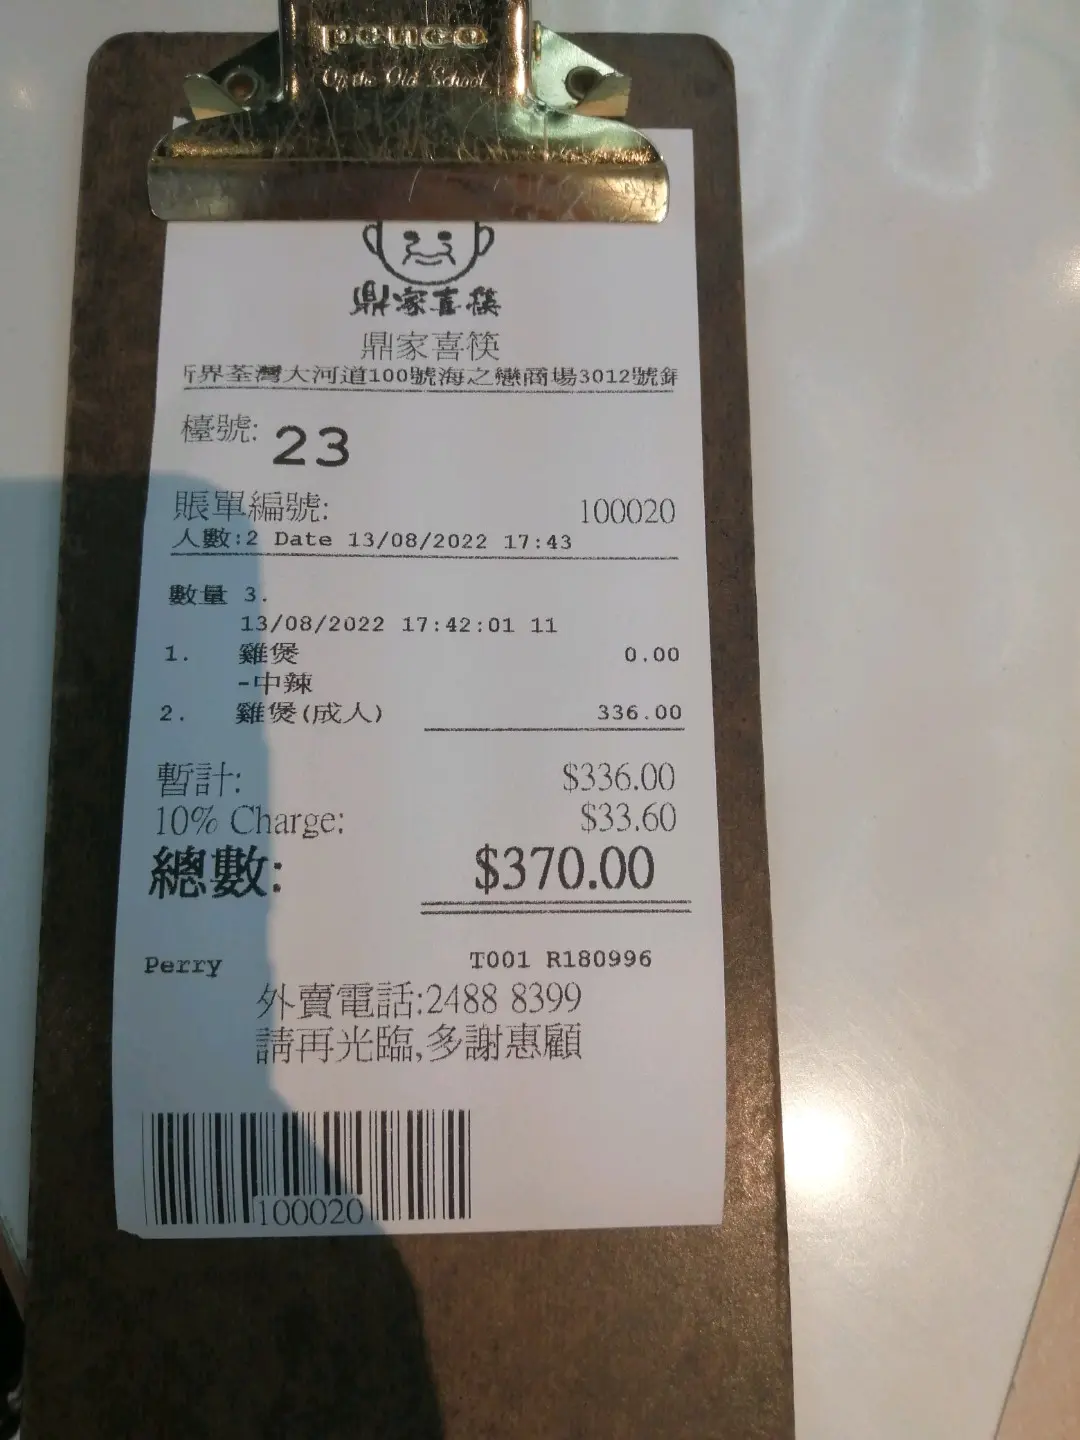 penco
On the Old School
鼎家喜筷
鼎家喜筷
界荃灣大河道100號海之戀商場3012號
檯號: 23
賬單編號: 100020
人數:2 Date 13/08/2022 17:43
數量 3.
13/08/2022 17:42:01 11
1. 雞煲 0.00
-中辣
2. 雞煲(成人) 336.00
暫計: $336.00
10% Charge: $33.60
總數: $370.00
Perry T001 R180996
外賣電話:2488 8399
請再光臨,多謝惠顧
100020